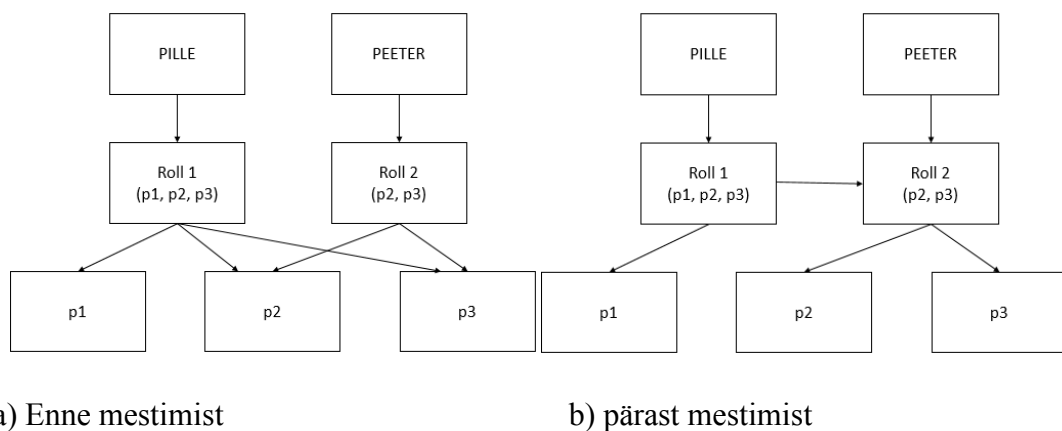 PILLE
PEETER
PILLE
PEETER
Roll 1
(p1, p2, p3)
Roll 2
(p2, p3)
Roll 1
(p1, p2, p3)
Roll 2
(p2, p3)
p1
p2
p3
p1
p2
p3
a) Enne mestimist
b) pärast mestimist